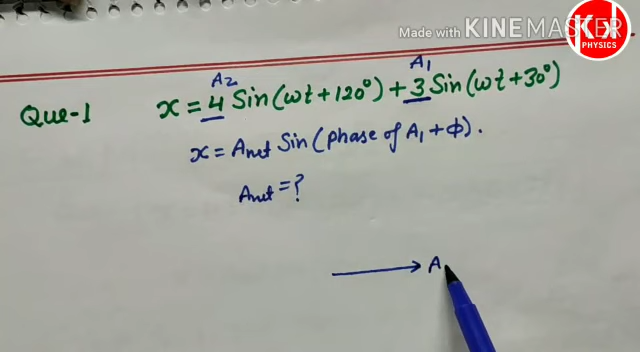 Made with KINEMASTER
KK
PHYSICS
A₂ A₁
Que-1 x = 4 Sin(ωt + 120°) + 3 Sin(ωt + 30°)
x = Anet Sin(phase of A₁ + ϕ).
Anet = ?
A